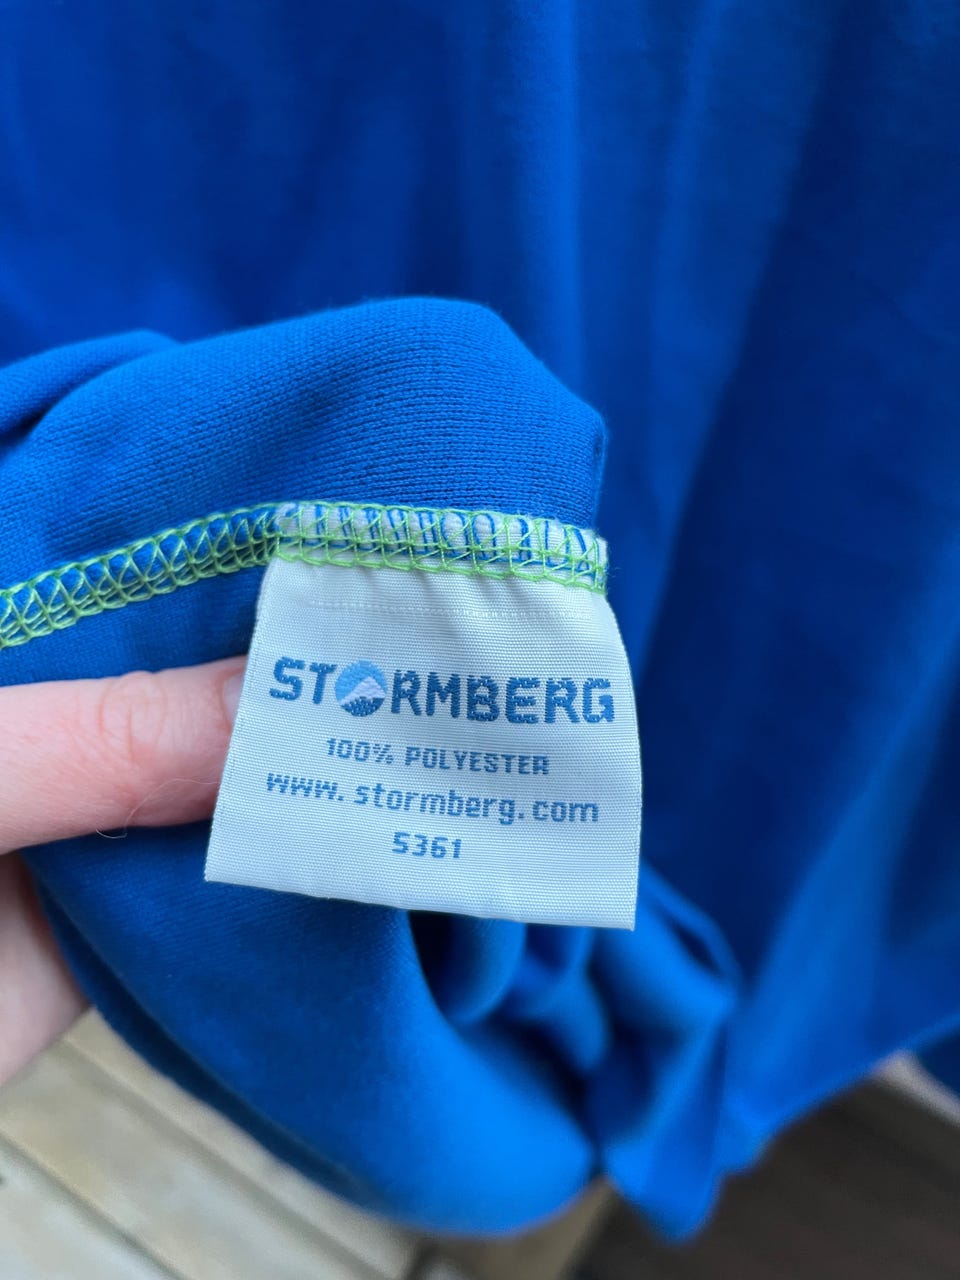 STORMBERG
100% POLYESTER
www.stormberg.com
5361